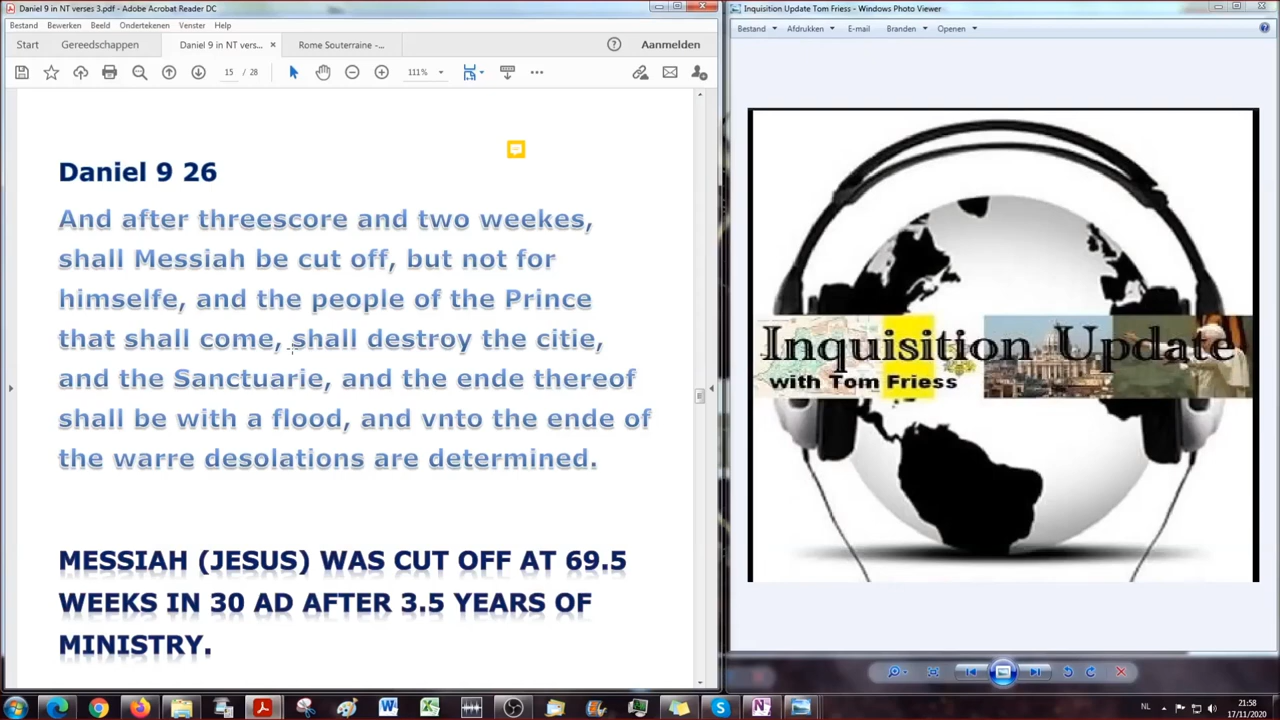 Daniel 9 in NT verses 3.pdf - Adobe Acrobat Reader DC
Bestand Bewerken Beeld Ondertekenen Venster Help
Start Gereedschappen Daniel 9 in NT vers... × Rome Souterraine -... Aanmelden
15 / 28 111%
Daniel 9 26
And after threescore and two weekes,
shall Messiah be cut off, but not for
himselfe, and the people of the Prince
that shall come, shall destroy the citie,
and the Sanctuarie, and the ende thereof
shall be with a flood, and vnto the ende of
the warre desolations are determined.
MESSIAH (JESUS) WAS CUT OFF AT 69.5
WEEKS IN 30 AD AFTER 3.5 YEARS OF
MINISTRY.
Inquisition Update Tom Friess - Windows Photo Viewer
Bestand Afdrukken E-mail Branden Openen
Inquisition Update
with Tom Friess
NL 21:58
17/11/2020